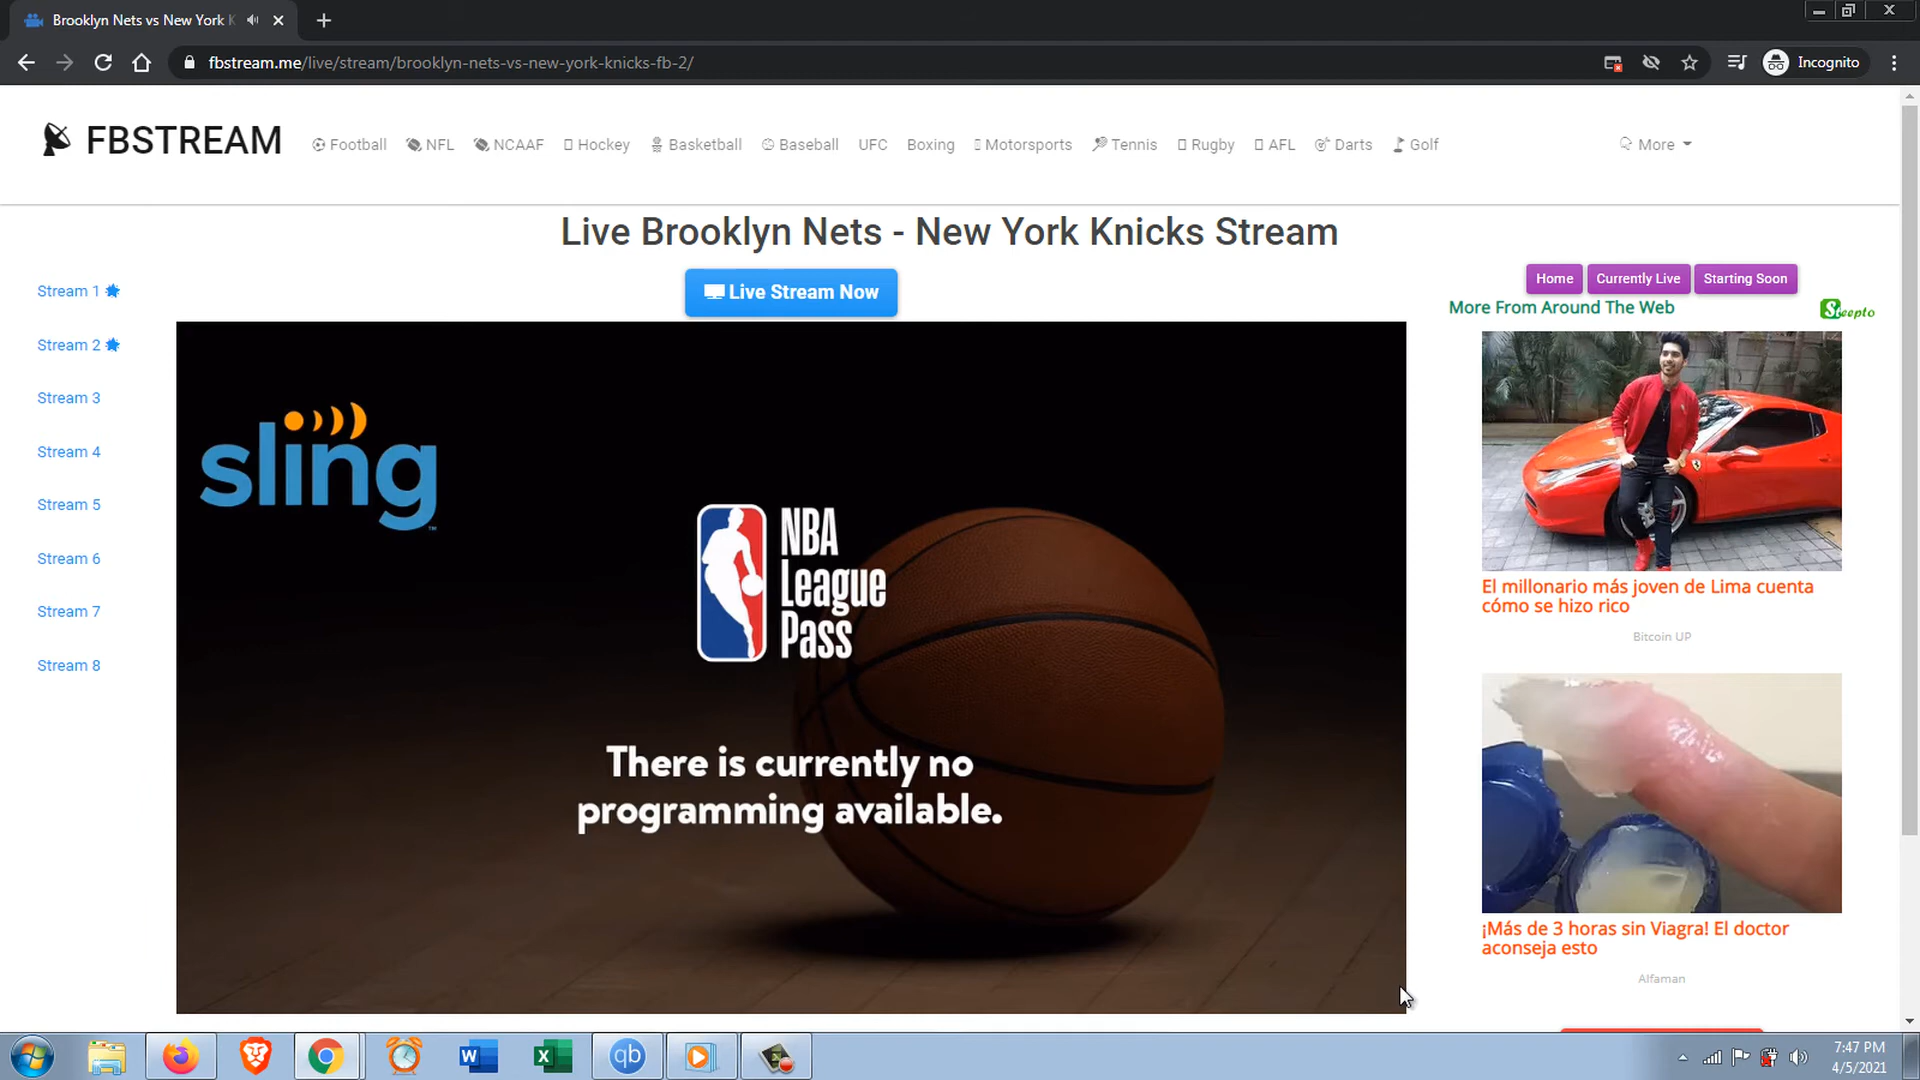 Brooklyn Nets vs New York K
fbstream.me/live/stream/brooklyn-nets-vs-new-york-knicks-fb-2/
Incognito
FBSTREAM
Football
NFL
NCAAF
Hockey
Basketball
Baseball
UFC
Boxing
Motorsports
Tennis
Rugby
AFL
Darts
Golf
More
Live Brooklyn Nets - New York Knicks Stream
Live Stream Now
Home
Currently Live
Starting Soon
Stream 1
Stream 2
Stream 3
Stream 4
Stream 5
Stream 6
Stream 7
Stream 8
sling
NBA
League
Pass
There is currently no
programming available.
More From Around The Web
Steepto
El millonario más joven de Lima cuenta
cómo se hizo rico
Bitcoin UP
¡Más de 3 horas sin Viagra! El doctor
aconseja esto
Alfaman
W
X
qb
7:47 PM
4/5/2021